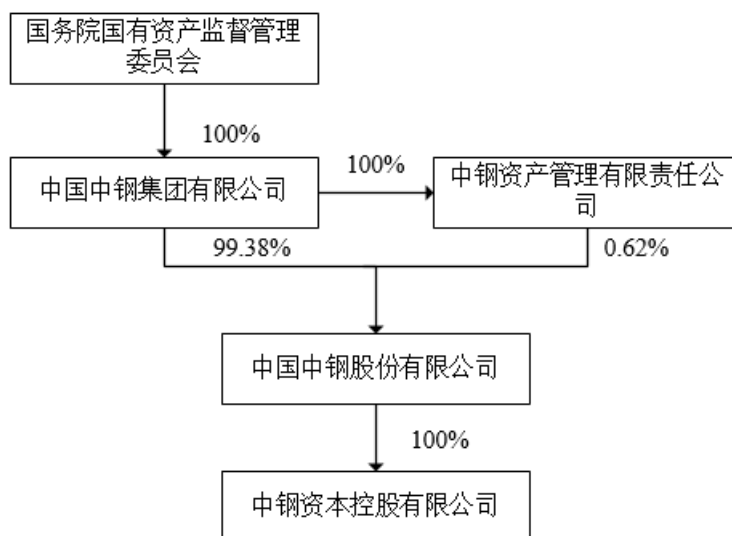 国务院国有资产监督管理
委员会
100%
中国中钢集团有限公司
100%
中钢资产管理有限责任公
司
99.38%
0.62%
中国中钢股份有限公司
100%
中钢资本控股有限公司